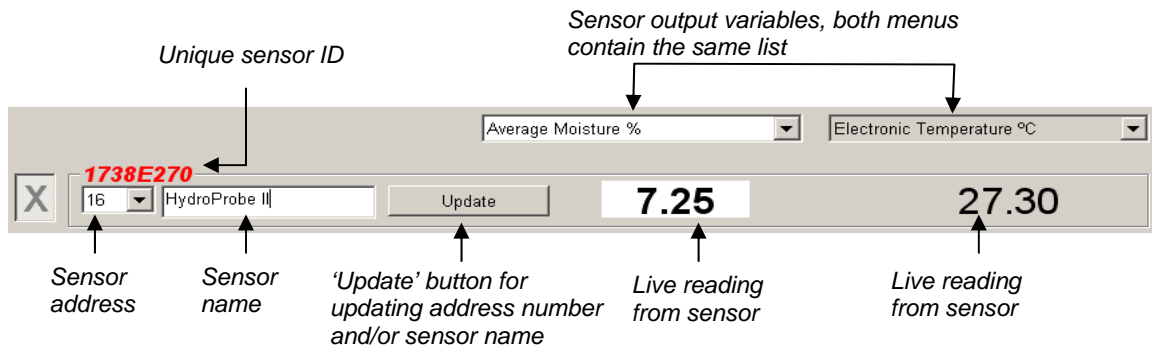 Sensor output variables, both menus
contain the same list
Unique sensor ID
Average Moisture %
Electronic Temperature ºC
1738E270
X
16
HydroProbe II
Update
7.25
27.30
Sensor
address
Sensor
name
‘Update’ button for
updating address number
and/or sensor name
Live reading
from sensor
Live reading
from sensor